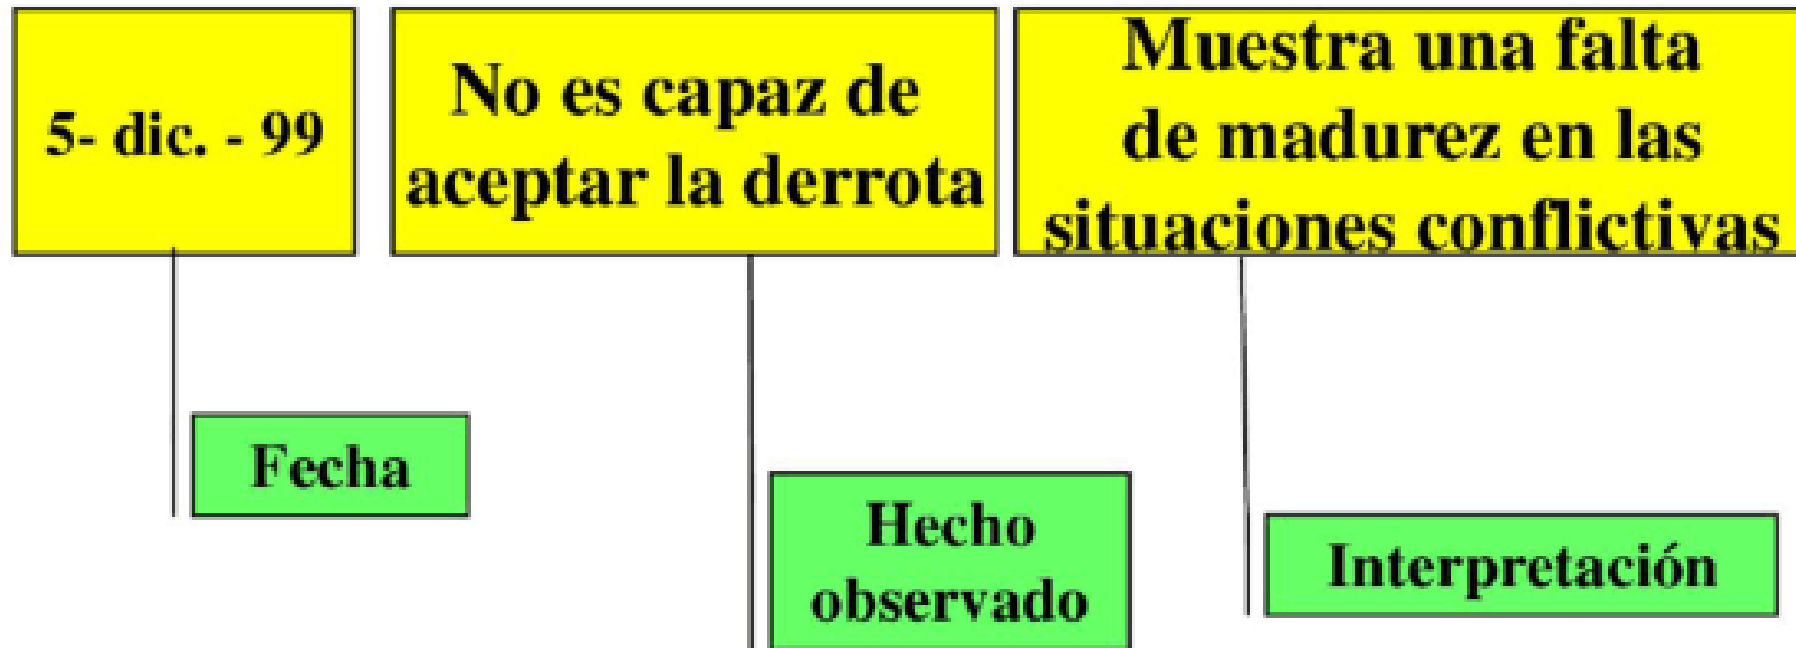 5- dic. - 99
No es capaz de
aceptar la derrota
Muestra una falta
de madurez en las
situaciones conflictivas
Fecha
Hecho
observado
Interpretación